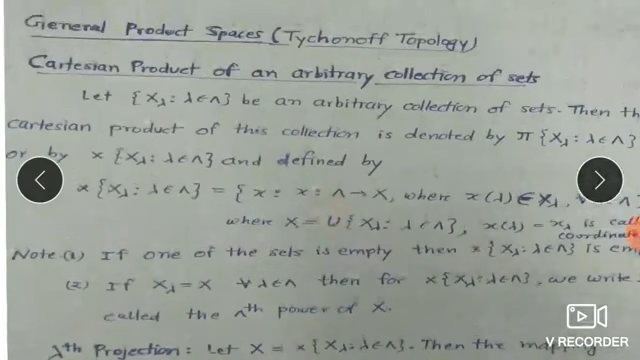 General Product Spaces (Tychonoff Topology)
Cartesian Product of an arbitrary collection of sets
Let {Xλ : λ ∈ Λ} be an arbitrary collection of sets. Then th
cartesian product of this collection is denoted by π {Xλ : λ ∈ Λ}
or by × {Xλ : λ ∈ Λ} and defined by
× {Xλ : λ ∈ Λ} = { x : x : Λ → X, where x(λ) ∈ Xλ, ∀ Λ}
where X = ∪ {Xλ : λ ∈ Λ}, x(λ) = xλ is call
coordinate
Note (1) If one of the sets is empty then × {Xλ : λ ∈ Λ} is em
(2) If Xλ = X ∀ λ ∈ Λ then for × {Xλ : λ ∈ Λ}, we write
called the Λth power of X.
λth Projection : Let X = × {Xλ : λ ∈ Λ}. Then the mapping
V RECORDER